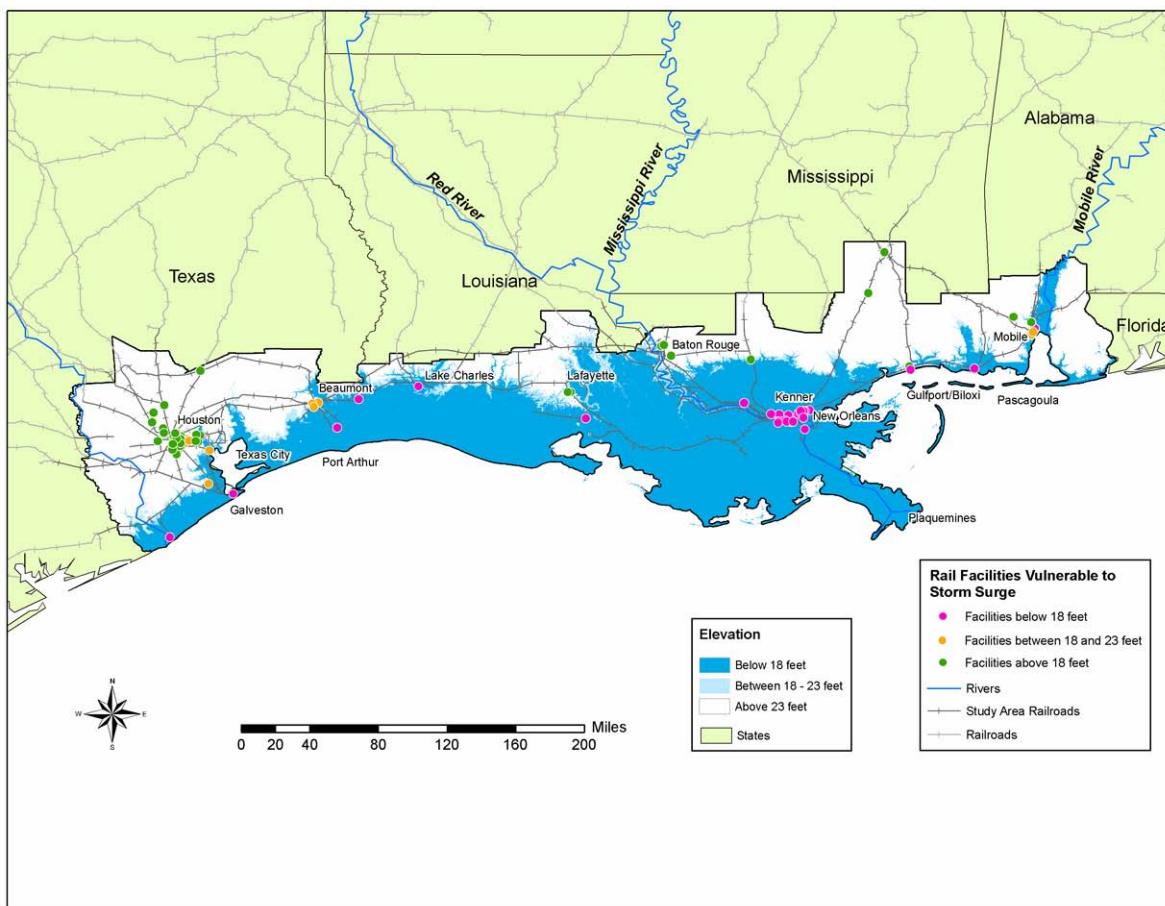 Alabama
Mississippi
Mobile River
Mississippi River
Red River
Texas
Louisiana
Florida
Baton Rouge
Mobile
Lake Charles
Lafayette
Beaumont
Kenner
Gulfport/Biloxi
Pascagoula
Houston
New Orleans
Texas City
Port Arthur
Galveston
Plaquemines
Rail Facilities Vulnerable to
Storm Surge
Facilities below 18 feet
Facilities between 18 and 23 feet
Facilities above 18 feet
Rivers
Study Area Railroads
Railroads
Elevation
Below 18 feet
Between 18 - 23 feet
Above 23 feet
States
N
W
E
S
Miles
0 20 40 80 120 160 200